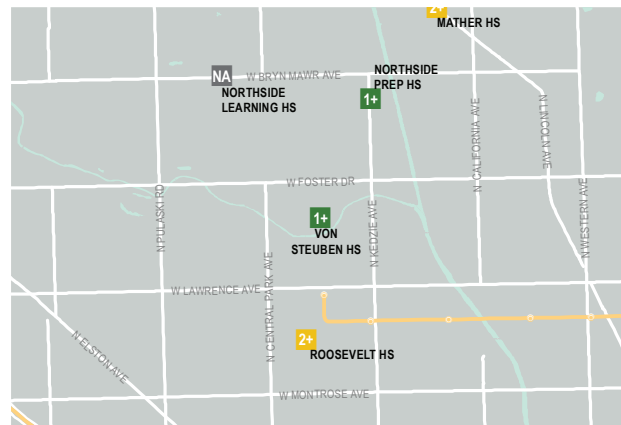 2+
MATHER HS
NA
W BRYN MAWR AVE
NORTHSIDE
PREP HS
NORTHSIDE
LEARNING HS
1+
N CALIFORNIA AVE
N LINCOLN AVE
W FOSTER DR
N PULASKI RD
1+
VON
STEUBEN HS
N KEDZIE AVE
N WESTERN AVE
N CENTRAL PARK AVE
W LAWRENCE AVE
N ELSTON AVE
2+
ROOSEVELT HS
W MONTROSE AVE